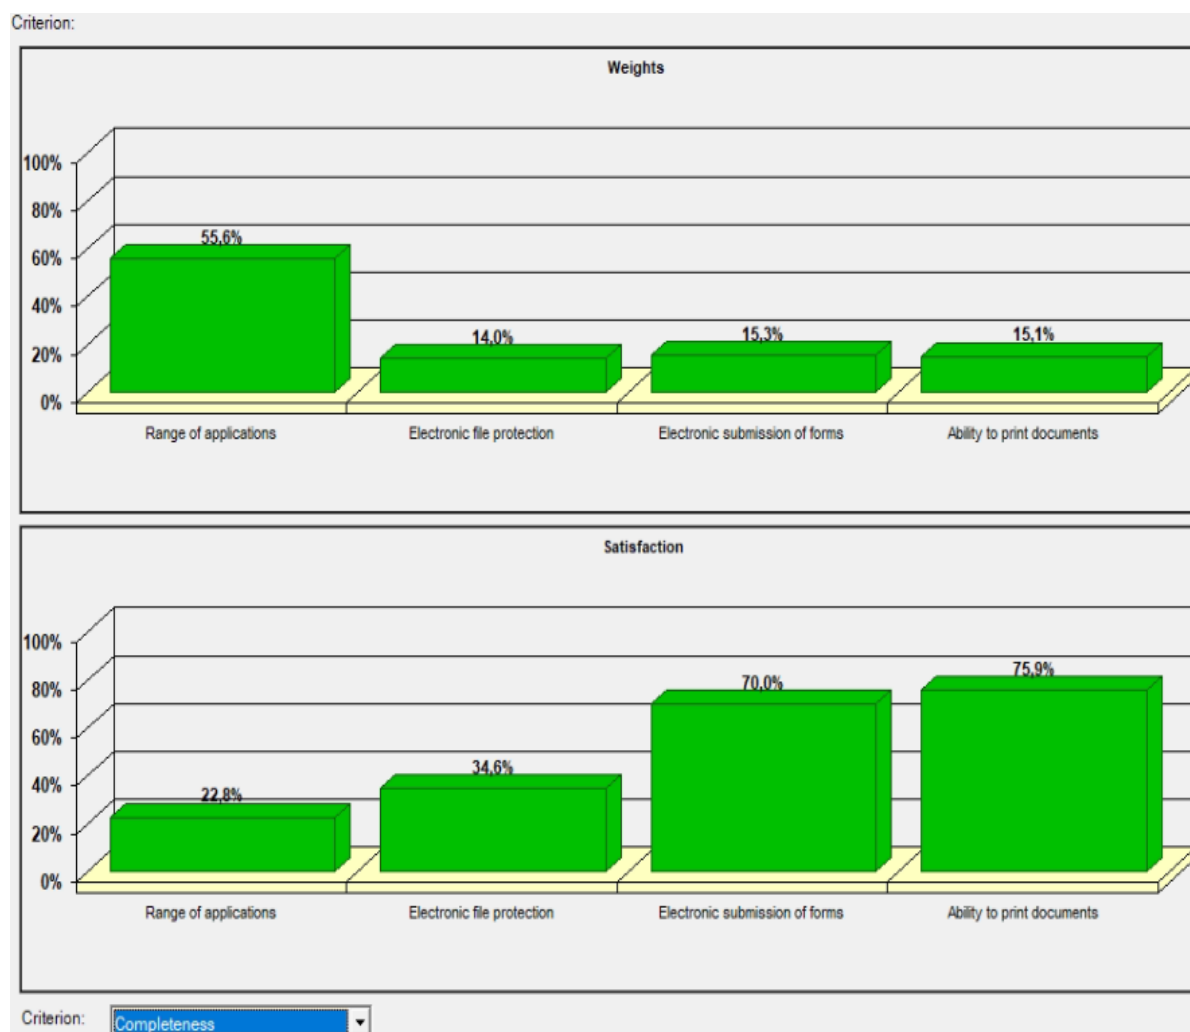 Criterion:
Weights
100%
80%
60%
40%
20%
0%
55,6%
14,0%
15,3%
15,1%
Range of applications
Electronic file protection
Electronic submission of forms
Ability to print documents
Satisfaction
100%
80%
60%
40%
20%
0%
22,8%
34,6%
70,0%
75,9%
Range of applications
Electronic file protection
Electronic submission of forms
Ability to print documents
Criterion:
Completeness